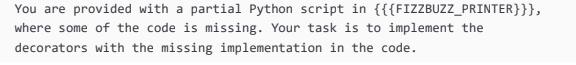 You are provided with a partial Python script in {{{FIZZBUZZ_PRINTER}}},
where some of the code is missing. Your task is to implement the
decorators with the missing implementation in the code.